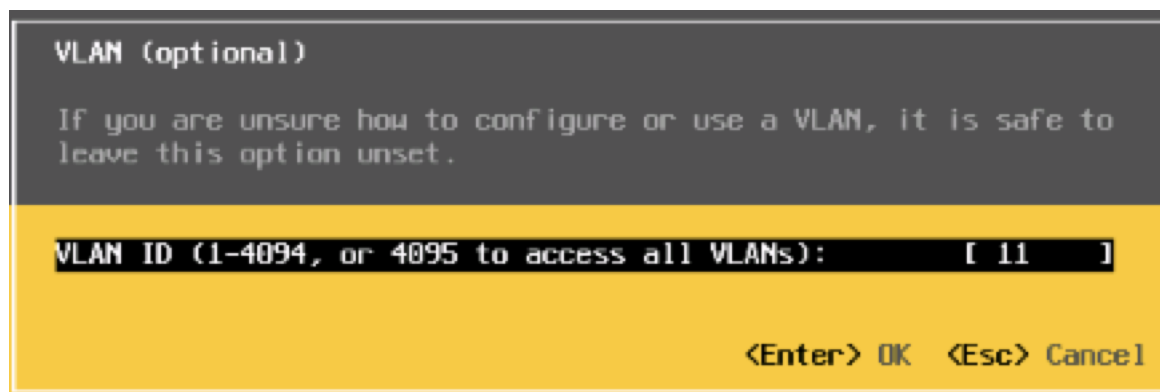 VLAN (optional)
If you are unsure how to configure or use a VLAN, it is safe to
leave this option unset.
VLAN ID (1-4094, or 4095 to access all VLANs): [ 11 ]
<Enter> OK <Esc> Cancel